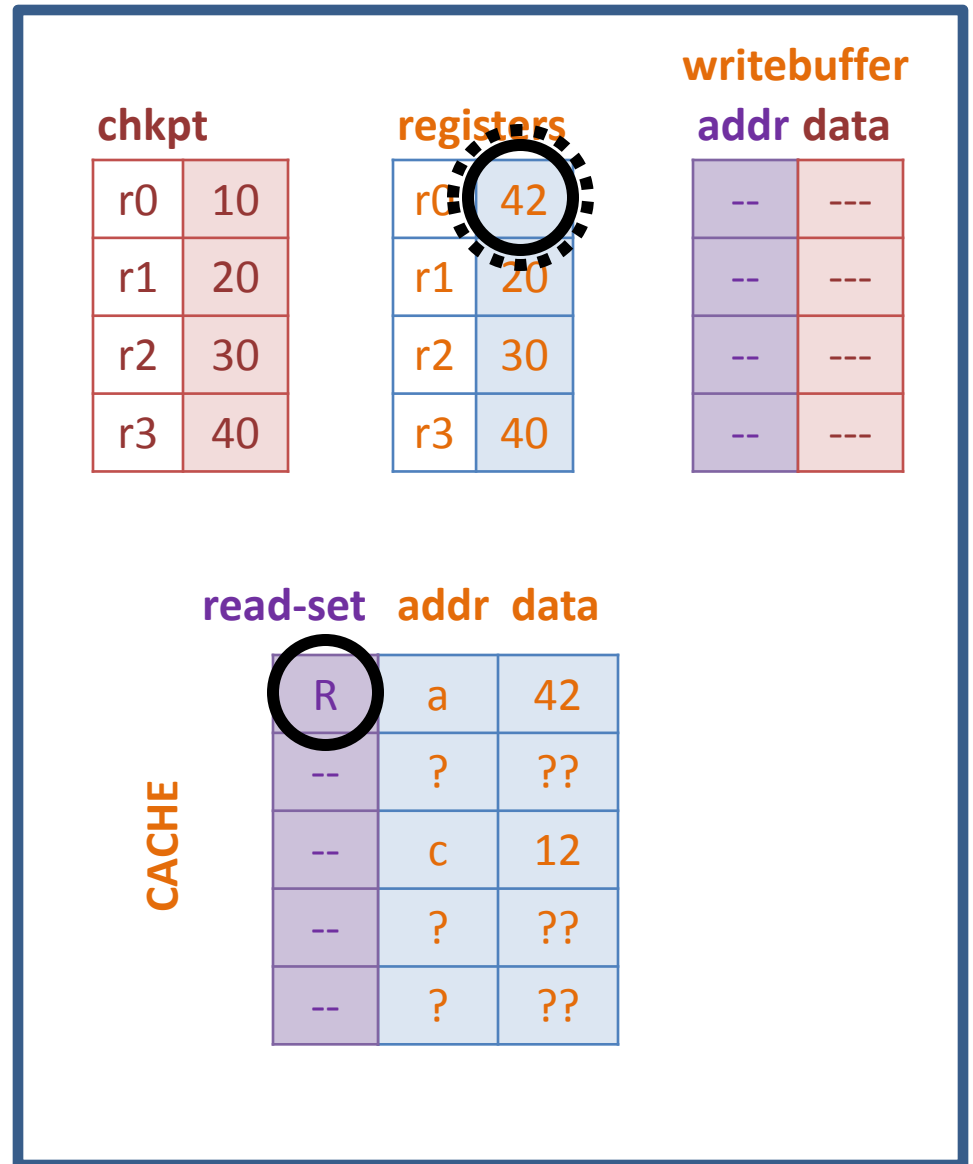 writebuffer
chkpt registers addr data
r0 10 r0 42 -- ---
r1 20 r1 20 -- ---
r2 30 r2 30 -- ---
r3 40 r3 40 -- ---
read-set addr data
R a 42
-- ? ??
CACHE
-- c 12
-- ? ??
-- ? ??